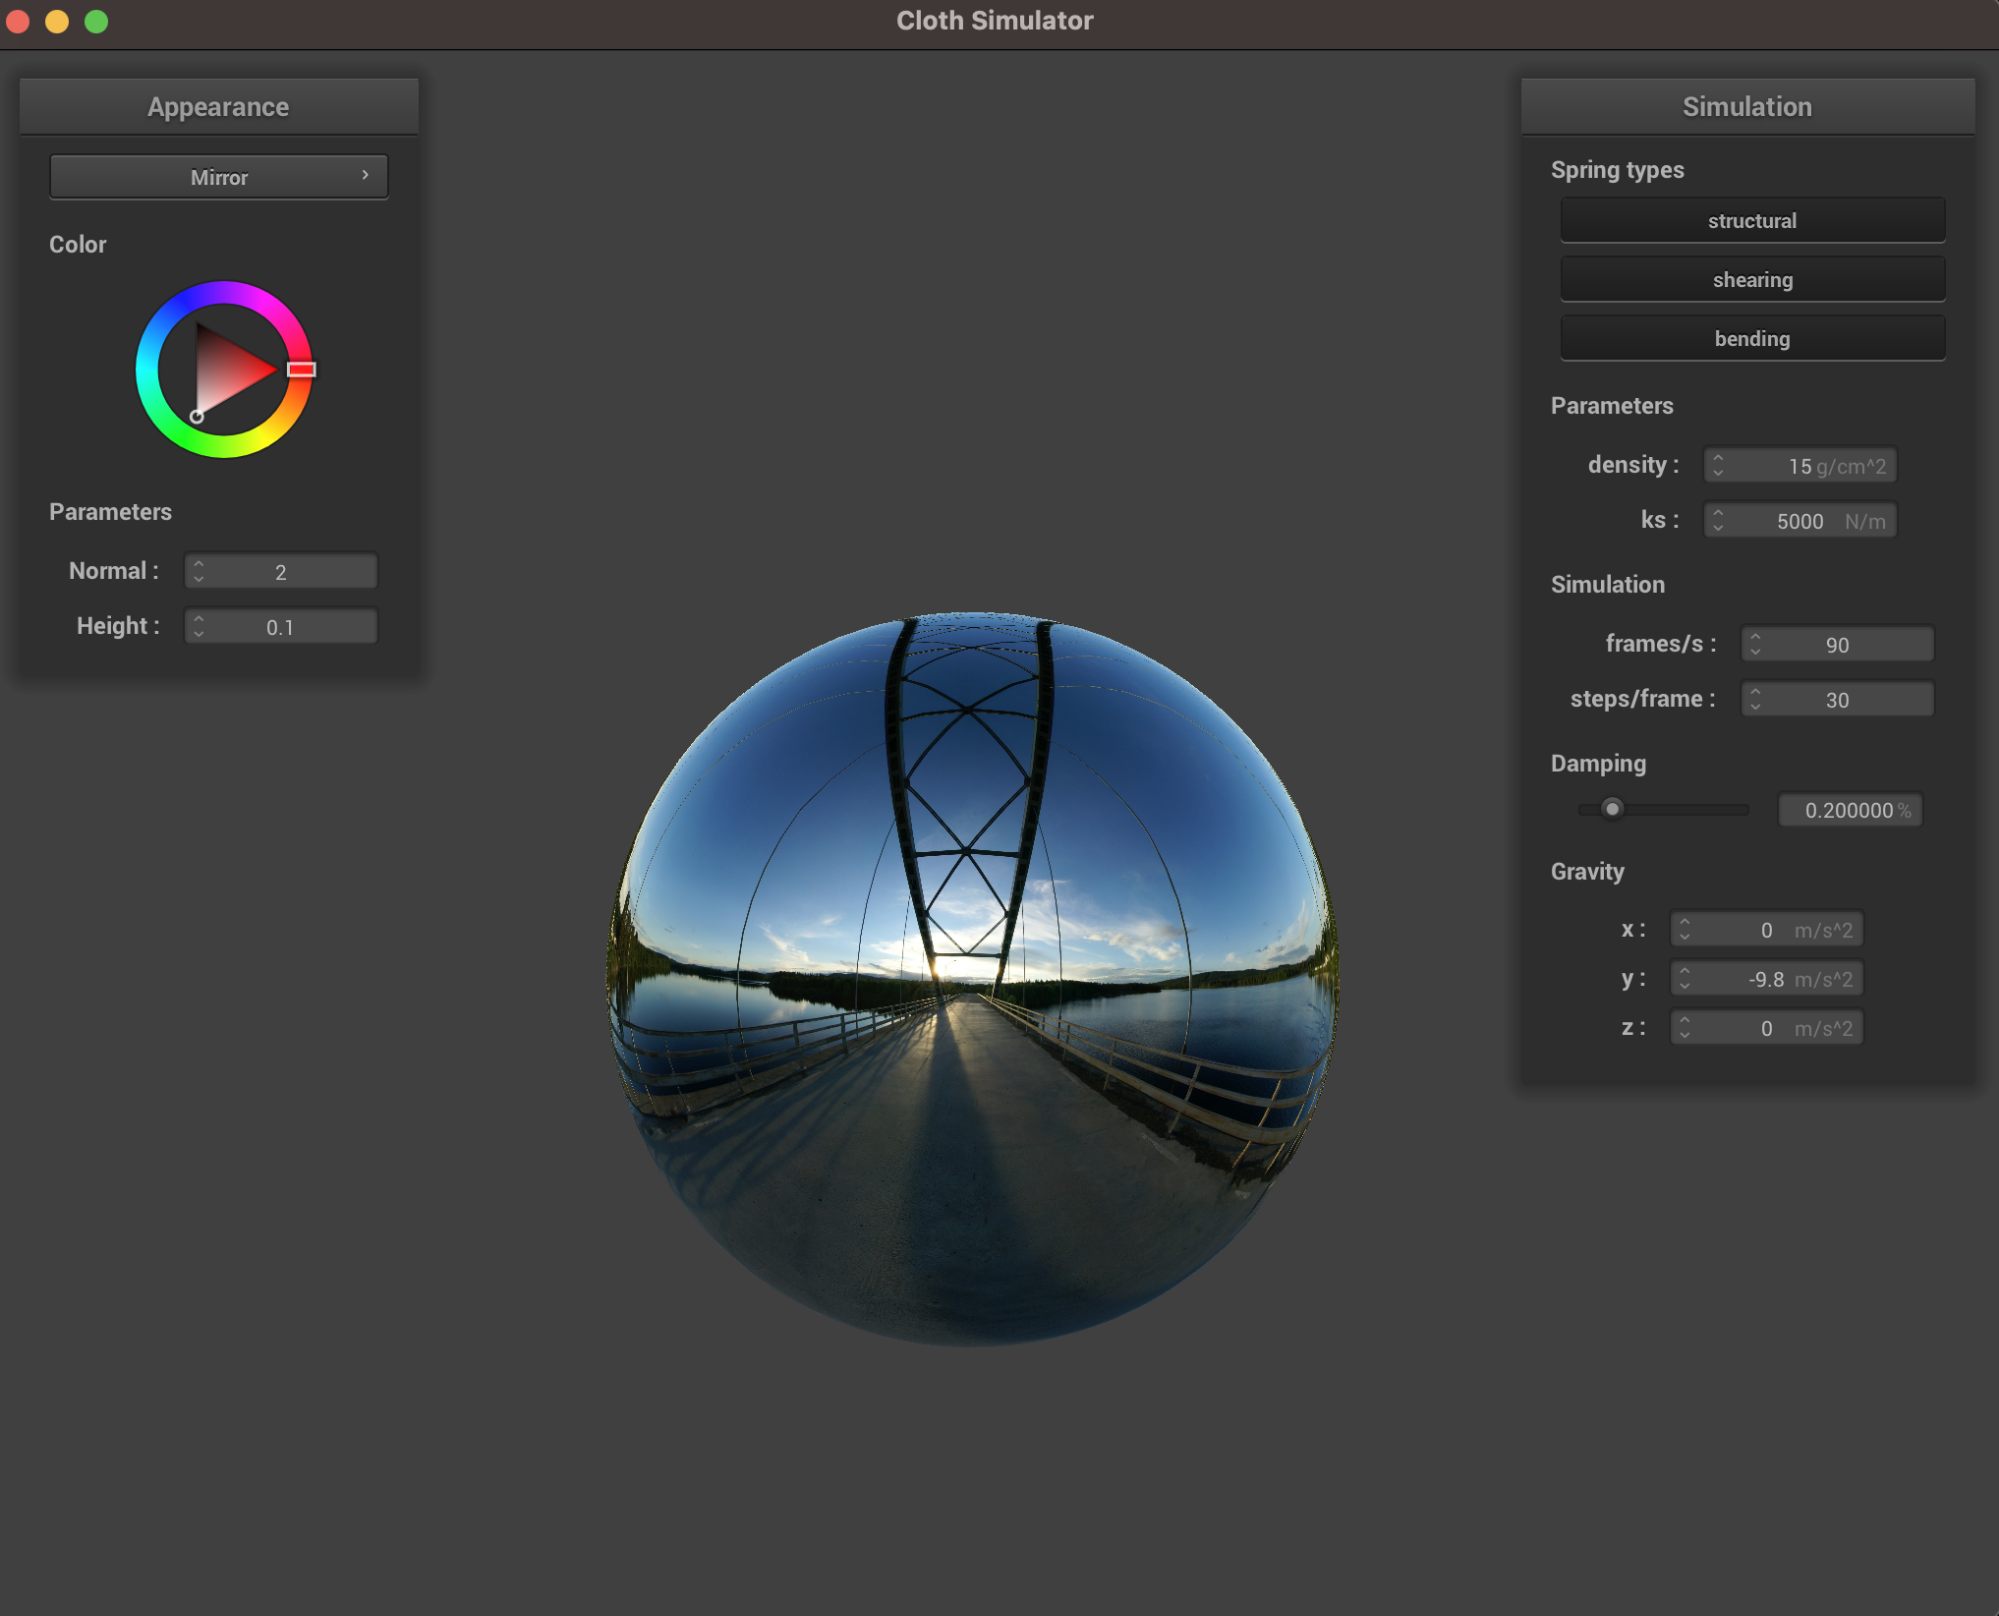 Cloth Simulator
Appearance
Mirror
Color
Parameters
Normal : 2
Height : 0.1
Simulation
Spring types
structural
shearing
bending
Parameters
density : 15 g/cm^2
ks : 5000 N/m
Simulation
frames/s : 90
steps/frame : 30
Damping
0.200000 %
Gravity
x : 0 m/s^2
y : -9.8 m/s^2
z : 0 m/s^2